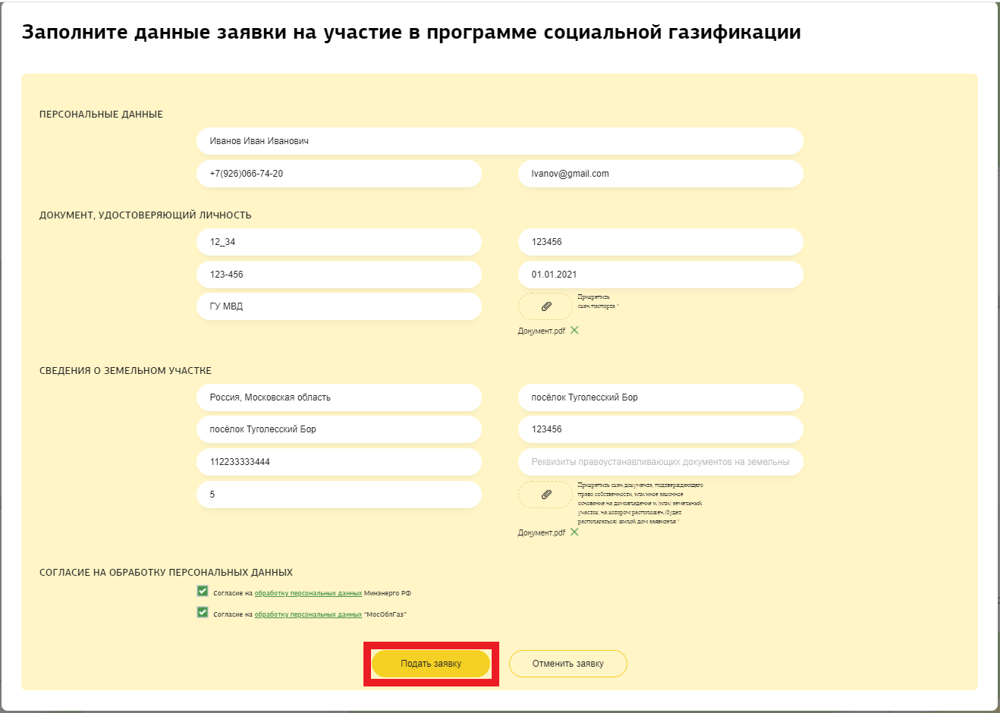 Заполните данные заявки на участие в программе социальной газификации
ПЕРСОНАЛЬНЫЕ ДАННЫЕ
Иванов Иван Иванович
+7(926)066-74-20
Ivanov@gmail.com
ДОКУМЕНТ, УДОСТОВЕРЯЮЩИЙ ЛИЧНОСТЬ
12_34
123456
123-456
01.01.2021
ГУ МВД
Прикрепить
скан паспорта *
Документ.pdf
СВЕДЕНИЯ О ЗЕМЕЛЬНОМ УЧАСТКЕ
Россия, Московская область
посёлок Туголесский Бор
посёлок Туголесский Бор
123456
112233333444
Реквизиты правоустанавливающих документов на земельны
5
Прикрепить скан документа, подтверждающего
право собственности, или иное законное
основание на домовладение и (или) земельный
участок, на котором расположен (будет
располагаться) жилой дом заявителя *
Документ.pdf
СОГЛАСИЕ НА ОБРАБОТКУ ПЕРСОНАЛЬНЫХ ДАННЫХ
Согласие на обработку персональных данных Минэнерго РФ
Согласие на обработку персональных данных "МосОблГаз"
Подать заявку
Отменить заявку